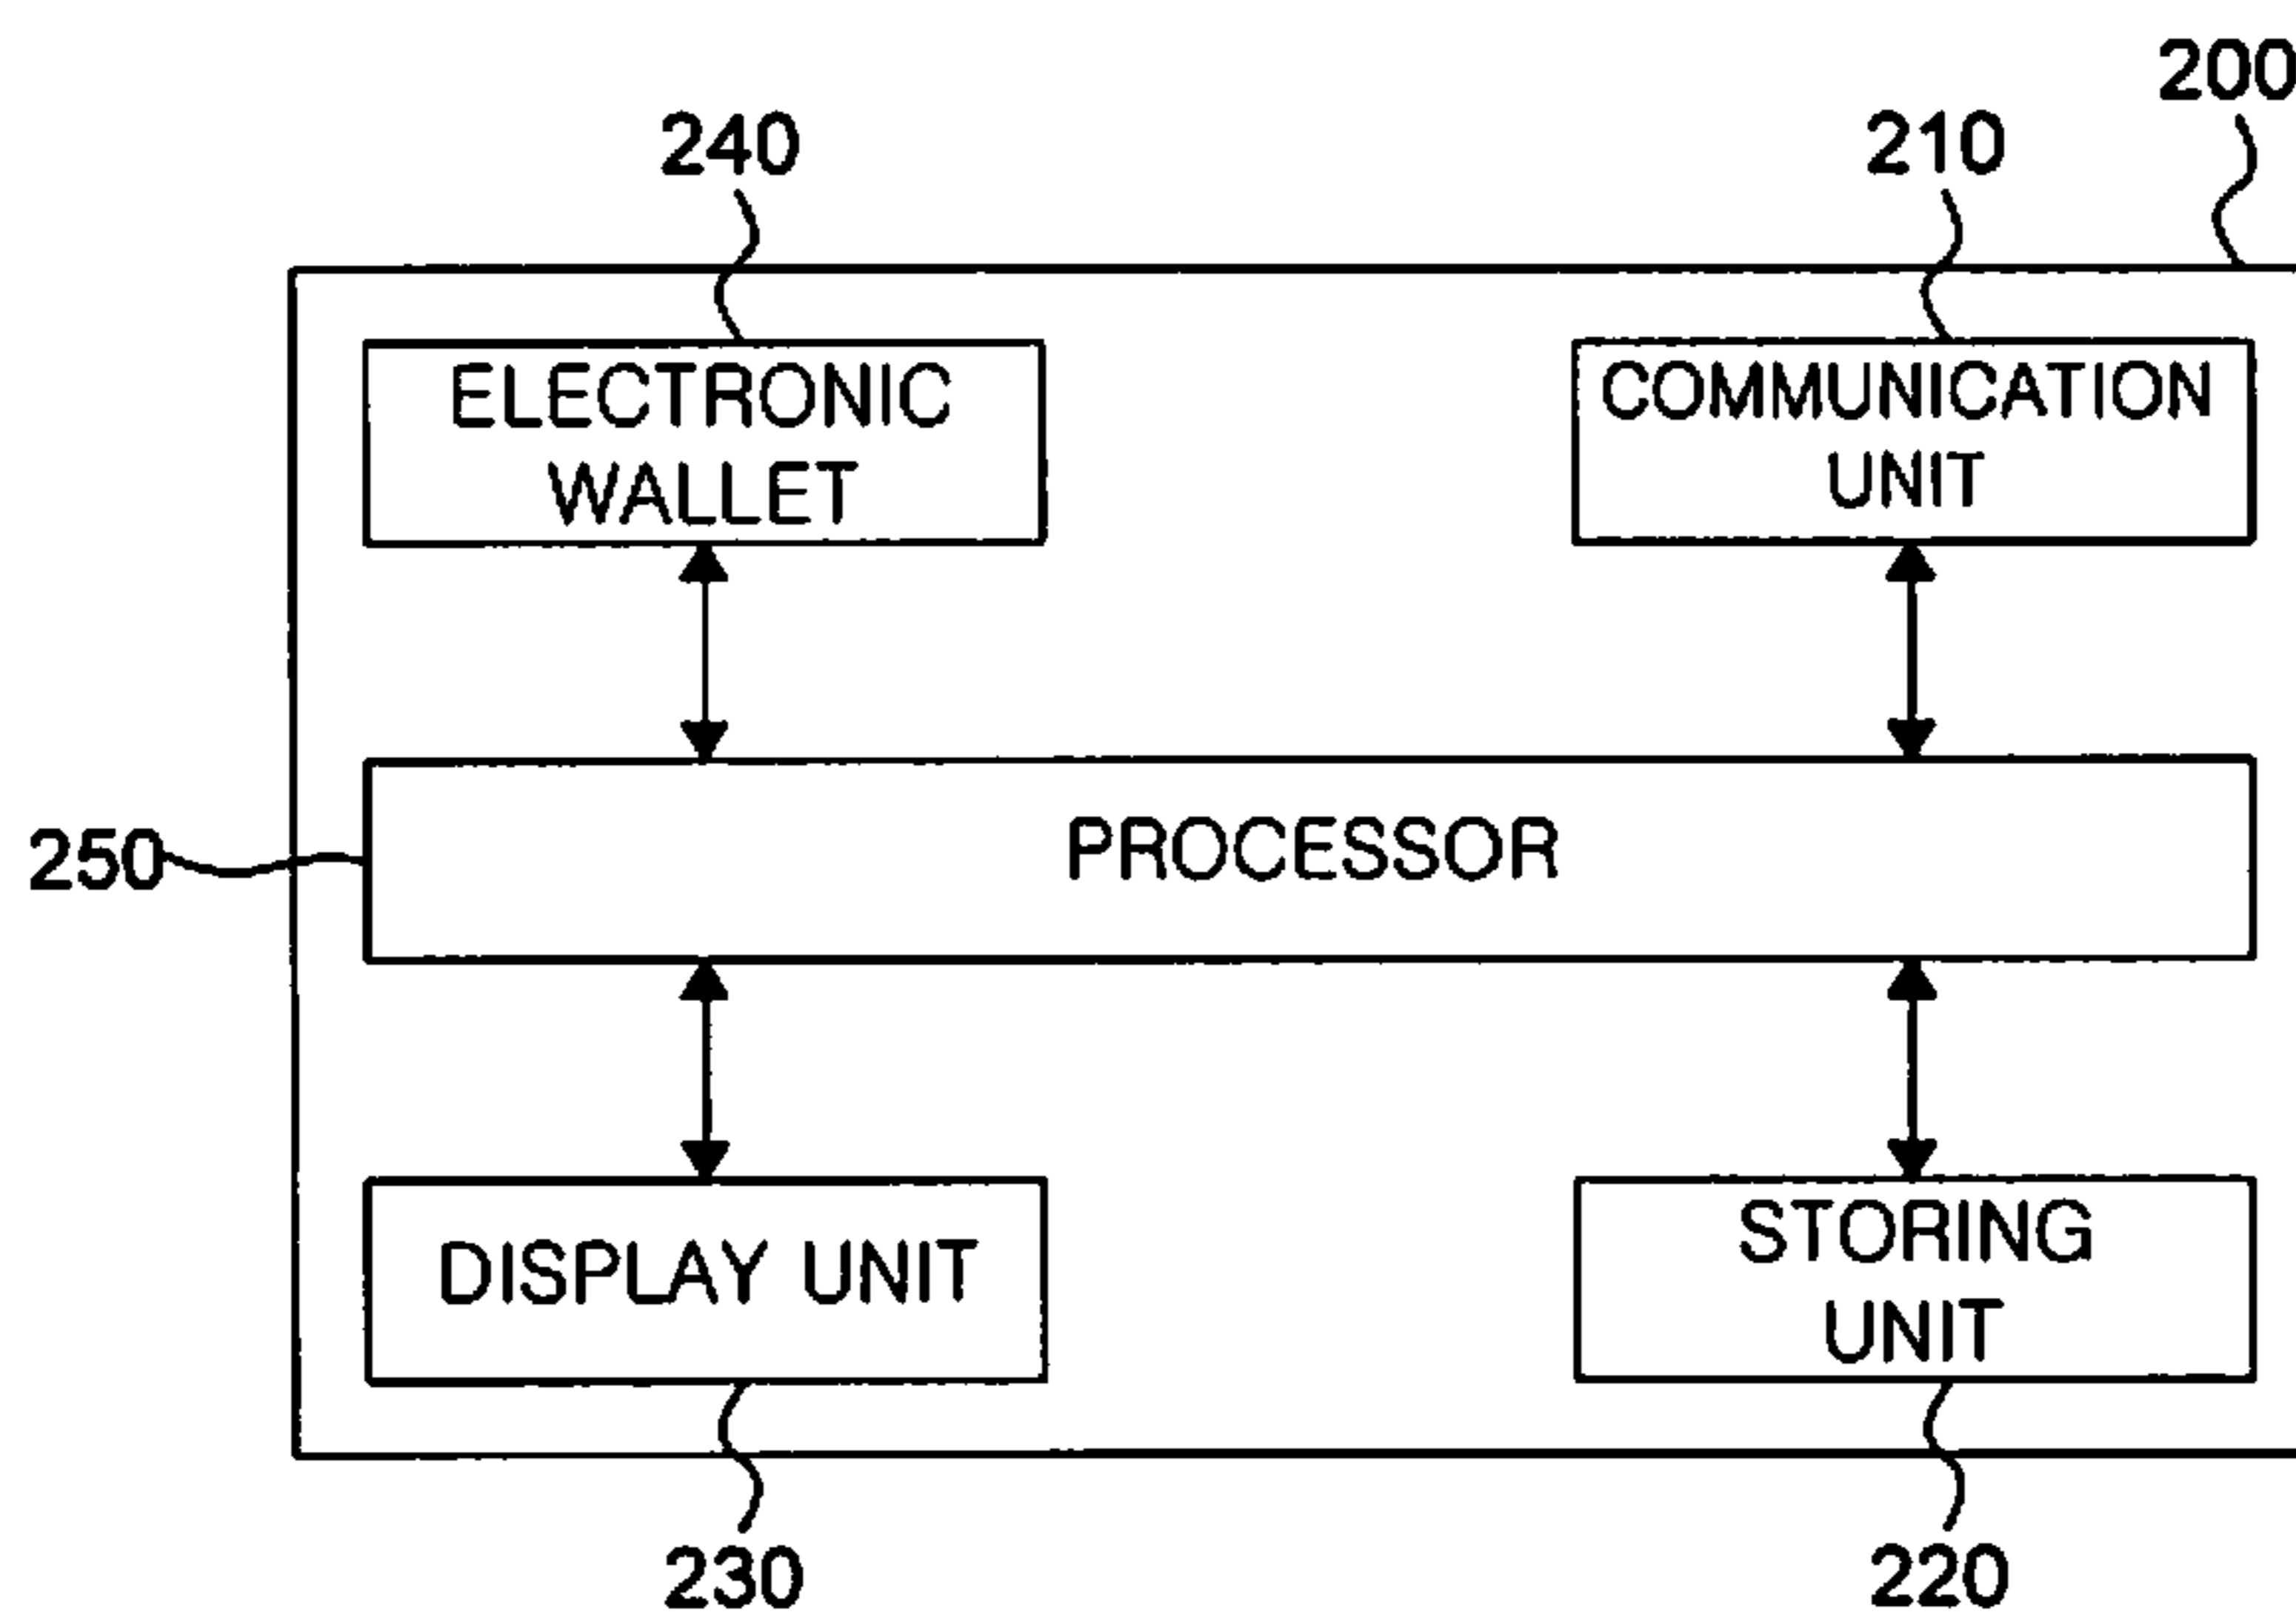 200
240
210
ELECTRONIC
WALLET
COMMUNICATION
UNIT
250
PROCESSOR
DISPLAY UNIT
STORING
UNIT
230
220